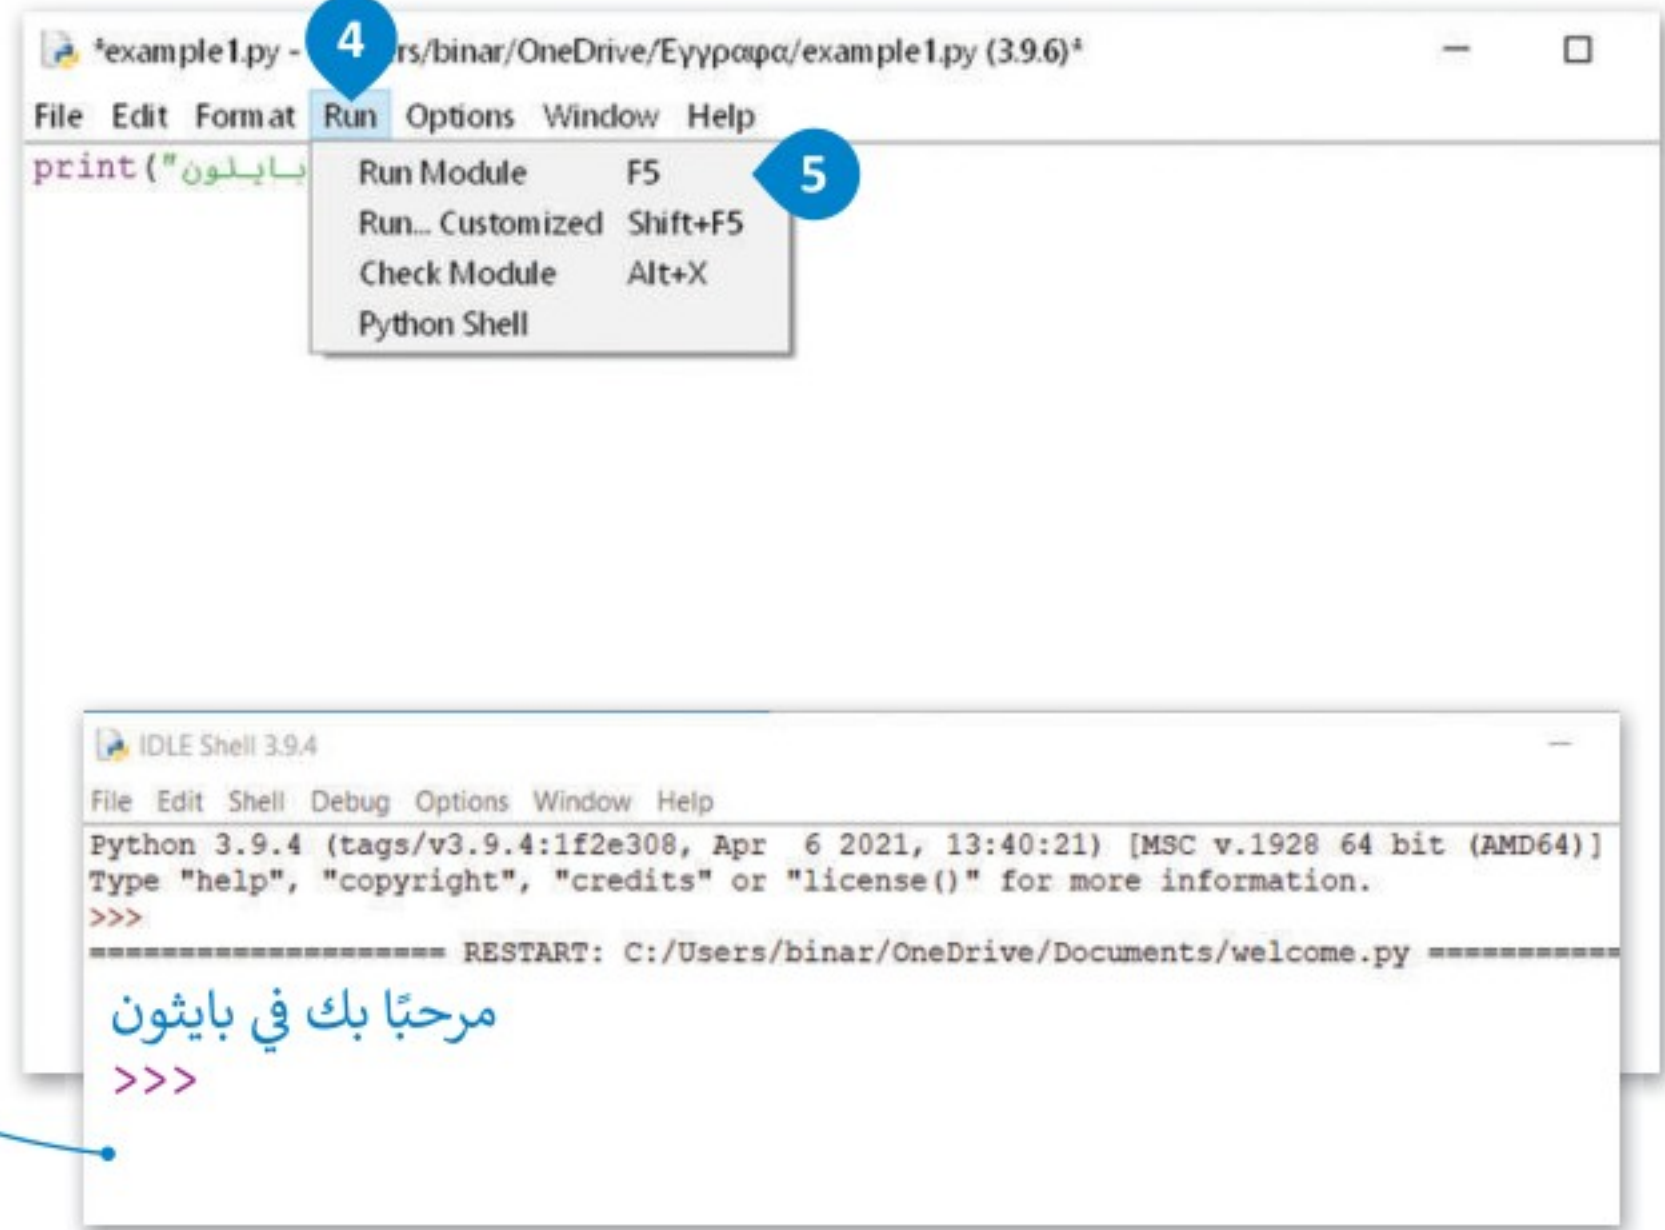 *example1.py - rs/binar/OneDrive/Έγγραφα/example1.py (3.9.6)*
4
File Edit Format Run Options Window Help
print("بايثون
Run Module F5
5
Run... Customized Shift+F5
Check Module Alt+X
Python Shell
IDLE Shell 3.9.4
File Edit Shell Debug Options Window Help
Python 3.9.4 (tags/v3.9.4:1f2e308, Apr 6 2021, 13:40:21) [MSC v.1928 64 bit (AMD64)]
Type "help", "copyright", "credits" or "license()" for more information.
>>>
==================== RESTART: C:/Users/binar/OneDrive/Documents/welcome.py ===========
مرحبًا بك في بايثون
>>>